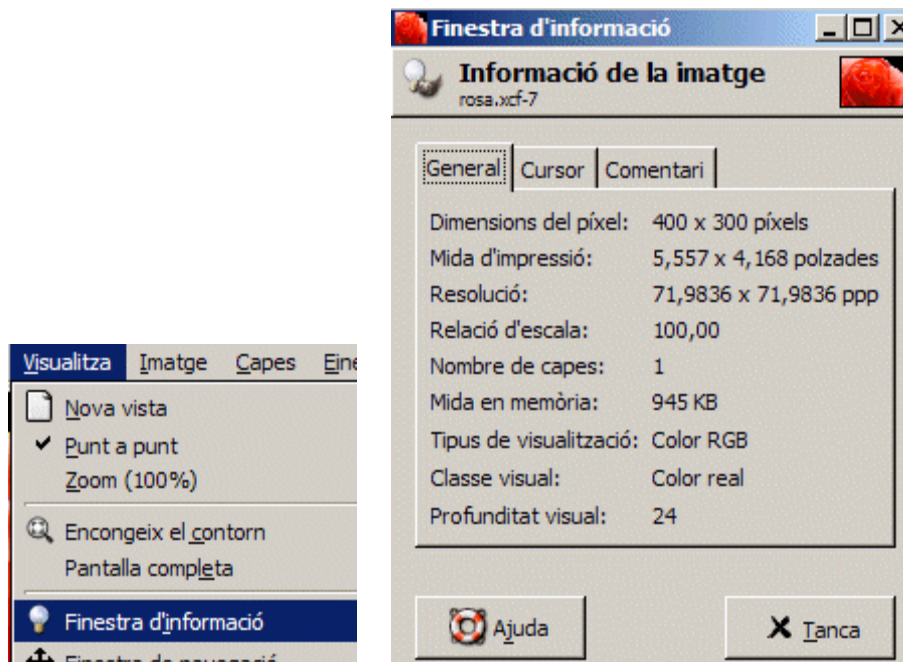 Visualitza Imatge Capes
Nova vista
Punt a punt
Zoom (100%)
Encongeix el contorn
Pantalla completa
Finestra d'informació
Finestra d'informació
Informació de la imatge
rosa.xcf-7
General Cursor Comentari
Dimensions del píxel: 400 x 300 píxels
Mida d'impressió: 5,557 x 4,168 polzades
Resolució: 71,9836 x 71,9836 ppp
Relació d'escala: 100,00
Nombre de capes: 1
Mida en memòria: 945 KB
Tipus de visualització: Color RGB
Classe visual: Color real
Profunditat visual: 24
Ajuda Tanca